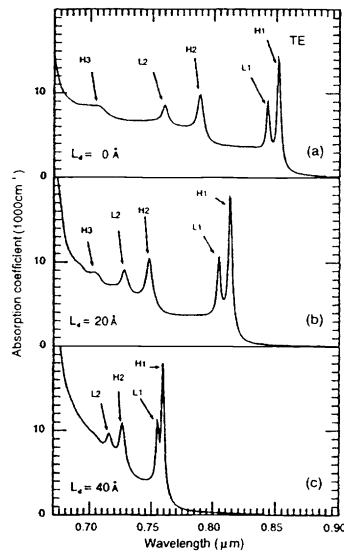 H1
TE
H3
L2
H2
L1
10
L_d = 0 Å
(a)
0
H1
H3
L2
H2
L1
10
L_d = 20 Å
(b)
0
H1
L2
H2
L1
10
L_d = 40 Å
(c)
0
Absorption coefficient (1000cm⁻¹)
0.70 0.75 0.80 0.85 0.90
Wavelength (μm)